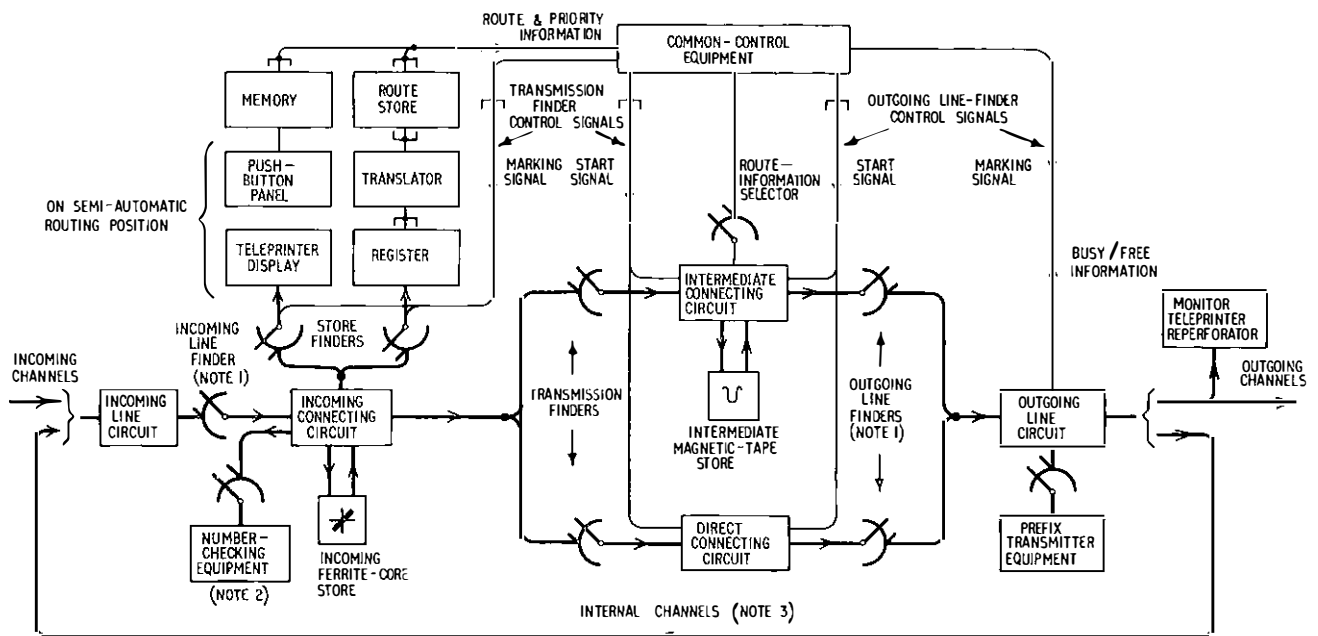 ROUTE & PRIORITY
INFORMATION
COMMON-CONTROL
EQUIPMENT
MEMORY
ROUTE
STORE
TRANSMISSION
FINDER
CONTROL SIGNALS
OUTGOING LINE-FINDER
CONTROL SIGNALS
ON SEMI-AUTOMATIC
ROUTING POSITION
PUSH-
BUTTON
PANEL
TRANSLATOR
MARKING
SIGNAL
START
SIGNAL
ROUTE-
INFORMATION
SELECTOR
START
SIGNAL
MARKING
SIGNAL
TELEPRINTER
DISPLAY
REGISTER
BUSY/FREE
INFORMATION
INTERMEDIATE
CONNECTING
CIRCUIT
MONITOR
TELEPRINTER
REPERFORATOR
INCOMING
LINE
FINDER
(NOTE 1)
STORE
FINDERS
INCOMING
CHANNELS
INCOMING
LINE
CIRCUIT
INCOMING
CONNECTING
CIRCUIT
TRANSMISSION
FINDERS
INTERMEDIATE
MAGNETIC-TAPE
STORE
OUTGOING
LINE
FINDERS
(NOTE 1)
OUTGOING
LINE
CIRCUIT
OUTGOING
CHANNELS
NUMBER-
CHECKING
EQUIPMENT
(NOTE 2)
INCOMING
FERRITE-CORE
STORE
DIRECT
CONNECTING
CIRCUIT
PREFIX
TRANSMITTER
EQUIPMENT
INTERNAL CHANNELS (NOTE 3)